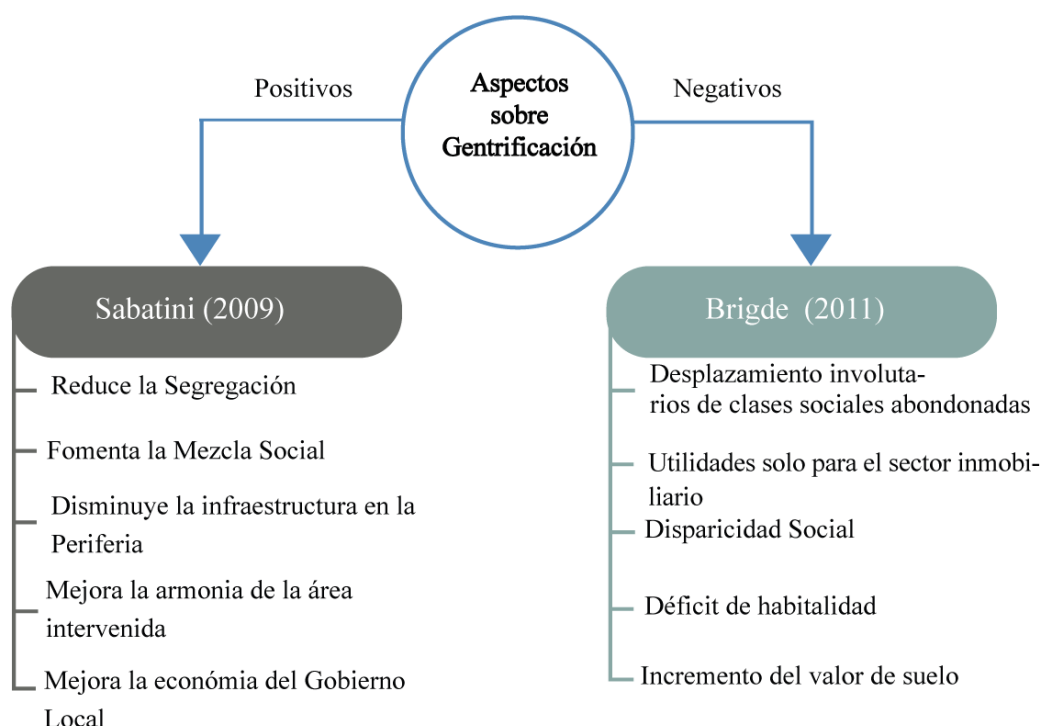 Aspectos
sobre
Gentrificación
Positivos
Negativos
Sabatini (2009)
Reduce la Segregación
Fomenta la Mezcla Social
Disminuye la infraestructura en la
Periferia
Mejora la armonia de la área
intervenida
Mejora la económia del Gobierno
Local
Brigde (2011)
Desplazamiento involuta-
rios de clases sociales abondonadas
Utilidades solo para el sector inmobi-
liario
Disparicidad Social
Déficit de habitalidad
Incremento del valor de suelo